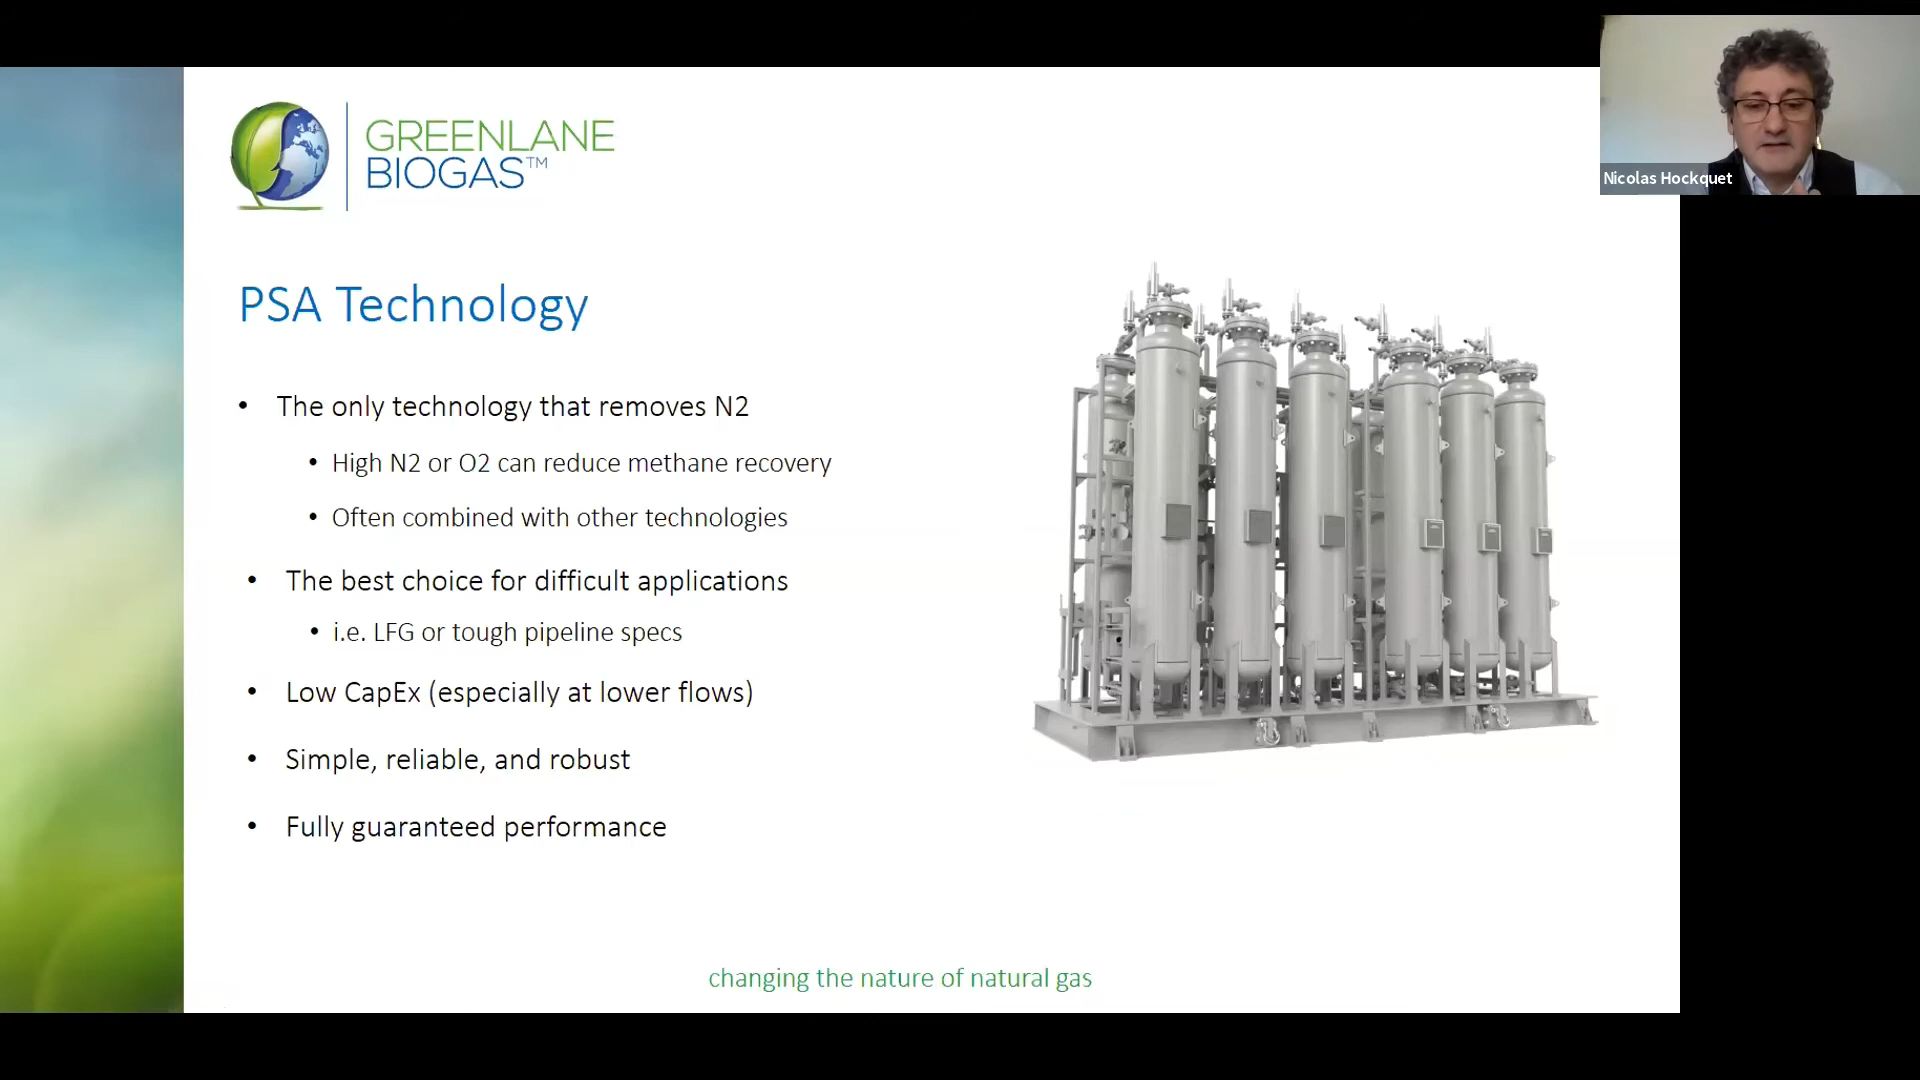 GREENLANE
BIOGAS™
Nicolas Hockquet
PSA Technology
• The only technology that removes N2
• High N2 or O2 can reduce methane recovery
• Often combined with other technologies
• The best choice for difficult applications
• i.e. LFG or tough pipeline specs
• Low CapEx (especially at lower flows)
• Simple, reliable, and robust
• Fully guaranteed performance
changing the nature of natural gas